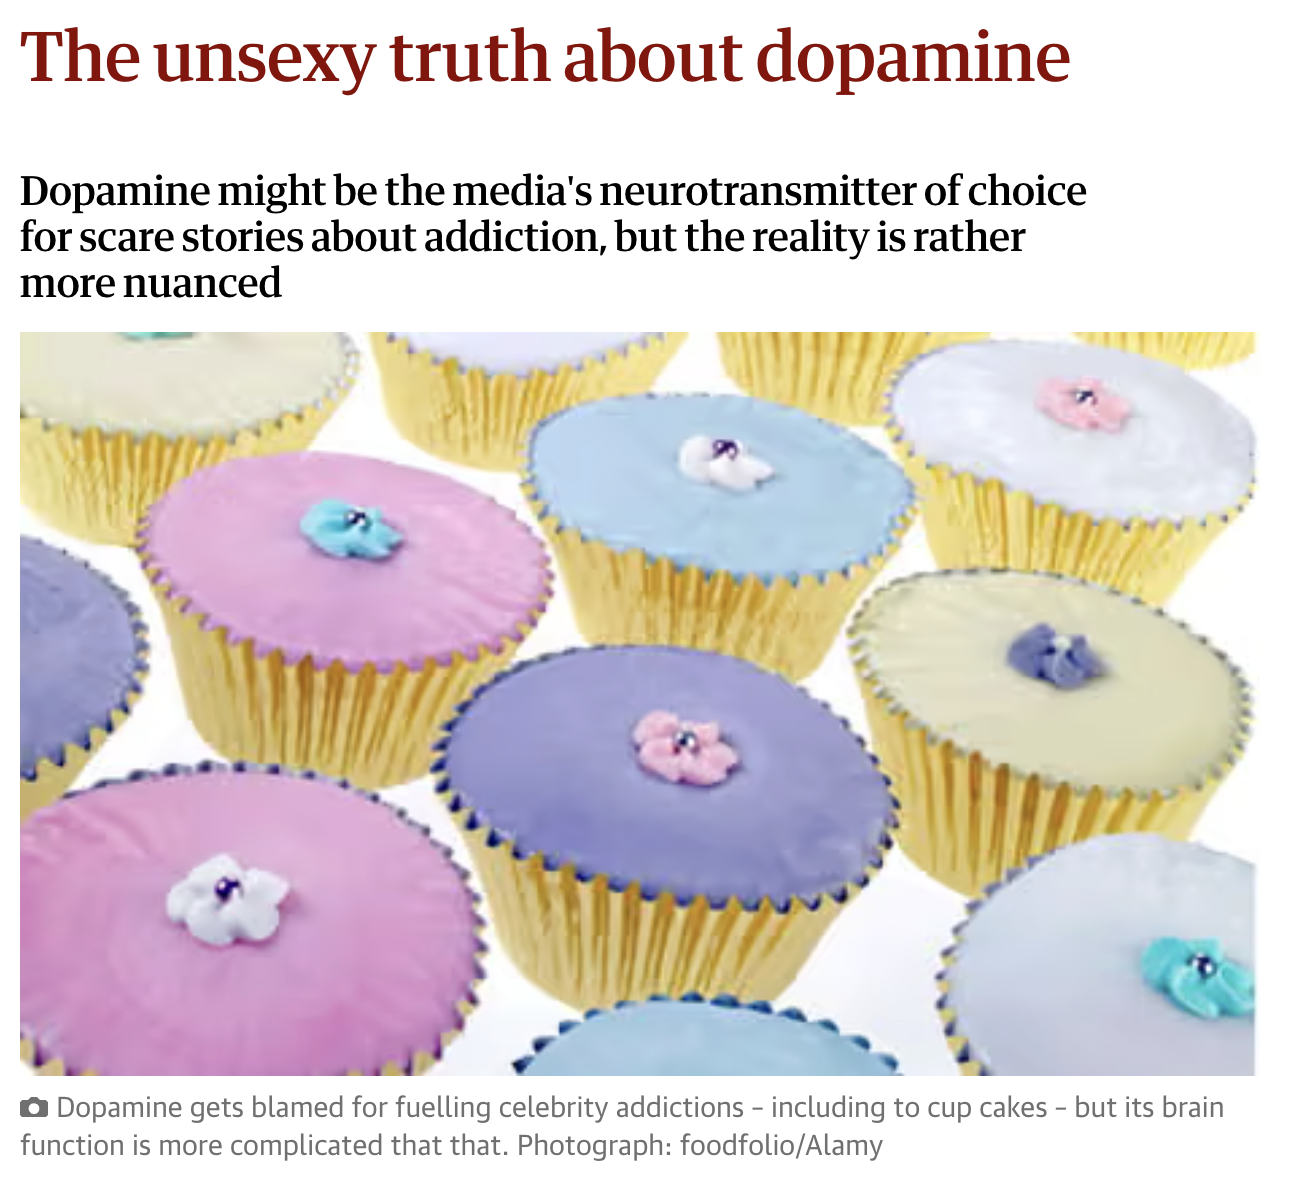 The unsexy truth about dopamine
Dopamine might be the media's neurotransmitter of choice
for scare stories about addiction, but the reality is rather
more nuanced
Dopamine gets blamed for fuelling celebrity addictions – including to cup cakes – but its brain
function is more complicated that that. Photograph: foodfolio/Alamy